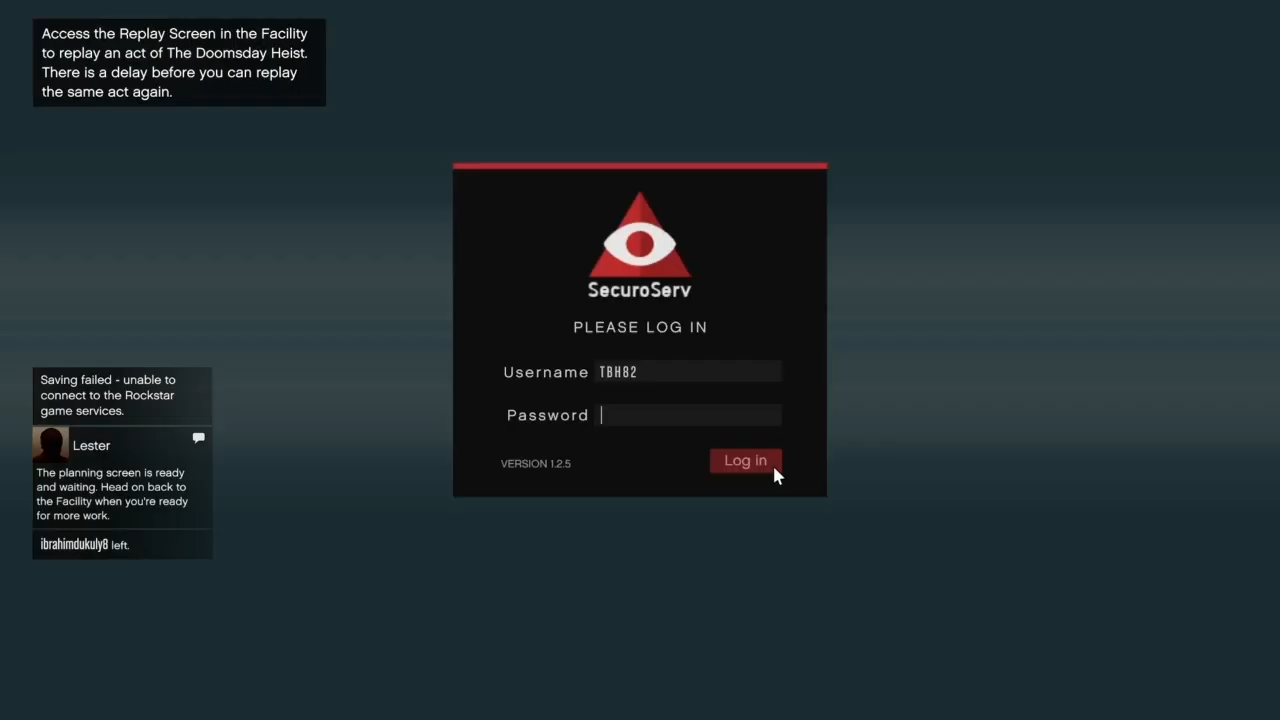 Access the Replay Screen in the Facility
to replay an act of The Doomsday Heist.
There is a delay before you can replay
the same act again.
SecuroServ
PLEASE LOG IN
Username TBH82
Password
VERSION 1.2.5
Log in
Saving failed - unable to
connect to the Rockstar
game services.
Lester
The planning screen is ready
and waiting. Head on back to
the Facility when you're ready
for more work.
ibrahimdukuly8 left.